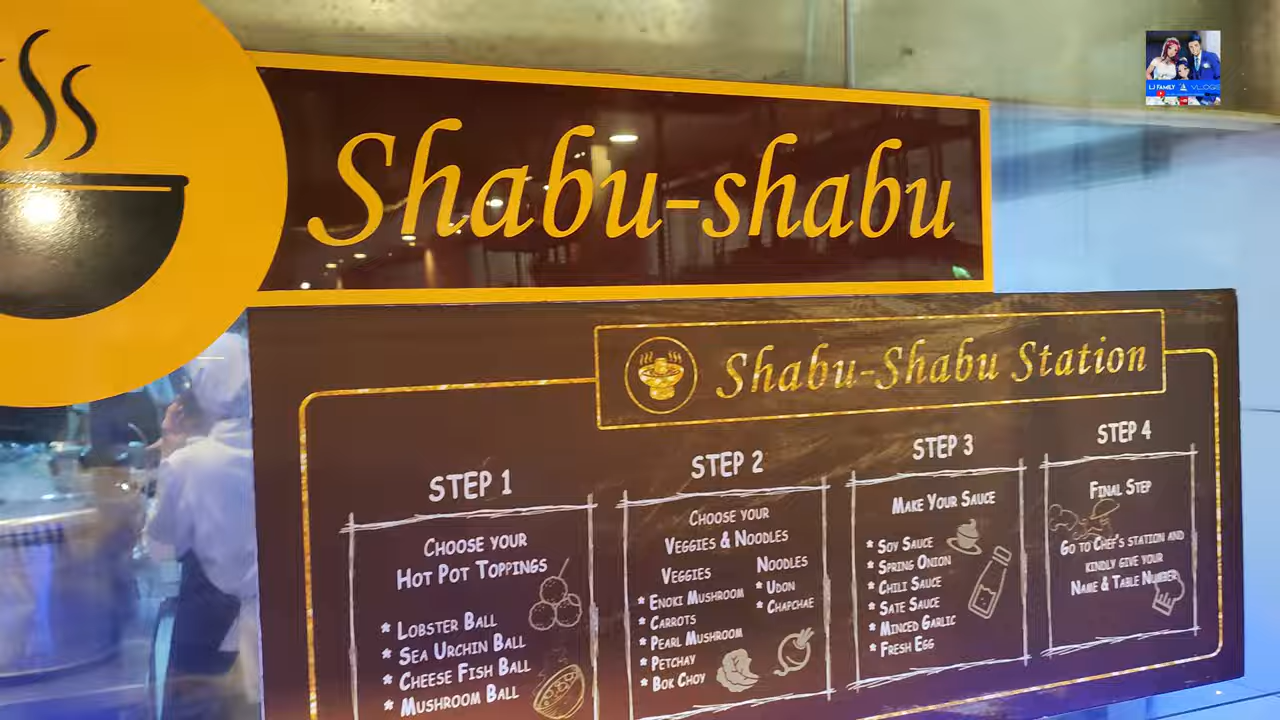 LJ FAMILY VLOGS
Shabu-shabu
Shabu-Shabu Station
STEP 1
CHOOSE YOUR
HOT POT TOPPINGS
* LOBSTER BALL
* SEA URCHIN BALL
* CHEESE FISH BALL
* MUSHROOM BALL
STEP 2
CHOOSE YOUR
VEGGIES & NOODLES
VEGGIES
* ENOKI MUSHROOM
* CARROTS
* PEARL MUSHROOM
* PETCHAY
* BOK CHOY
NOODLES
* UDON
* CHAPCHAE
STEP 3
MAKE YOUR SAUCE
* SOY SAUCE
* SPRING ONION
* CHILI SAUCE
* SATE SAUCE
* MINCED GARLIC
* FRESH EGG
STEP 4
FINAL STEP
GO TO CHEF'S STATION AND
KINDLY GIVE YOUR
NAME & TABLE NUMBER